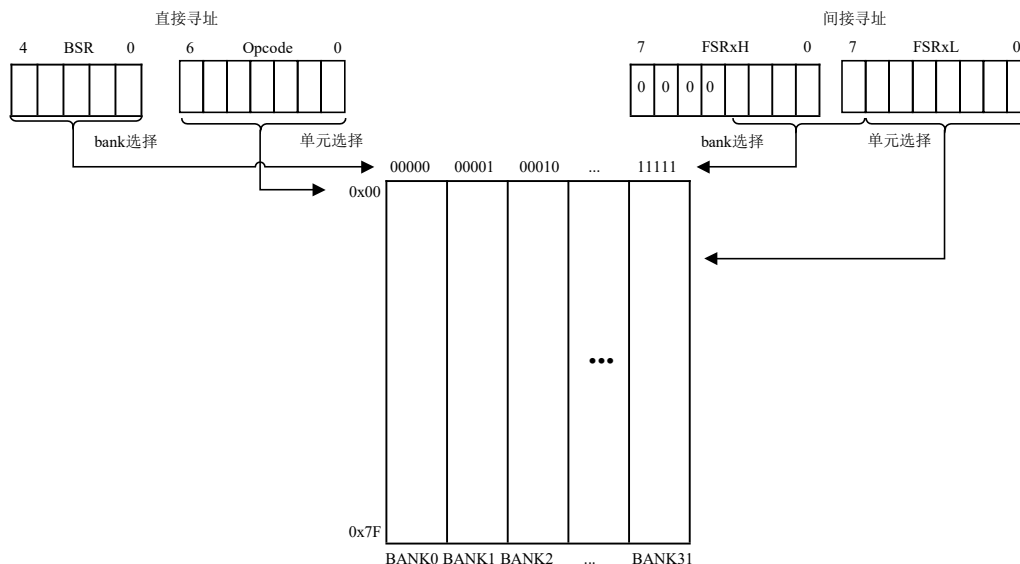 直接寻址
间接寻址
4 BSR 0
6 Opcode 0
7 FSRxH 0
7 FSRxL 0
0 0 0 0
bank选择
单元选择
bank选择
单元选择
00000 00001 00010 ... 11111
0x00
...
0x7F
BANK0 BANK1 BANK2 ... BANK31